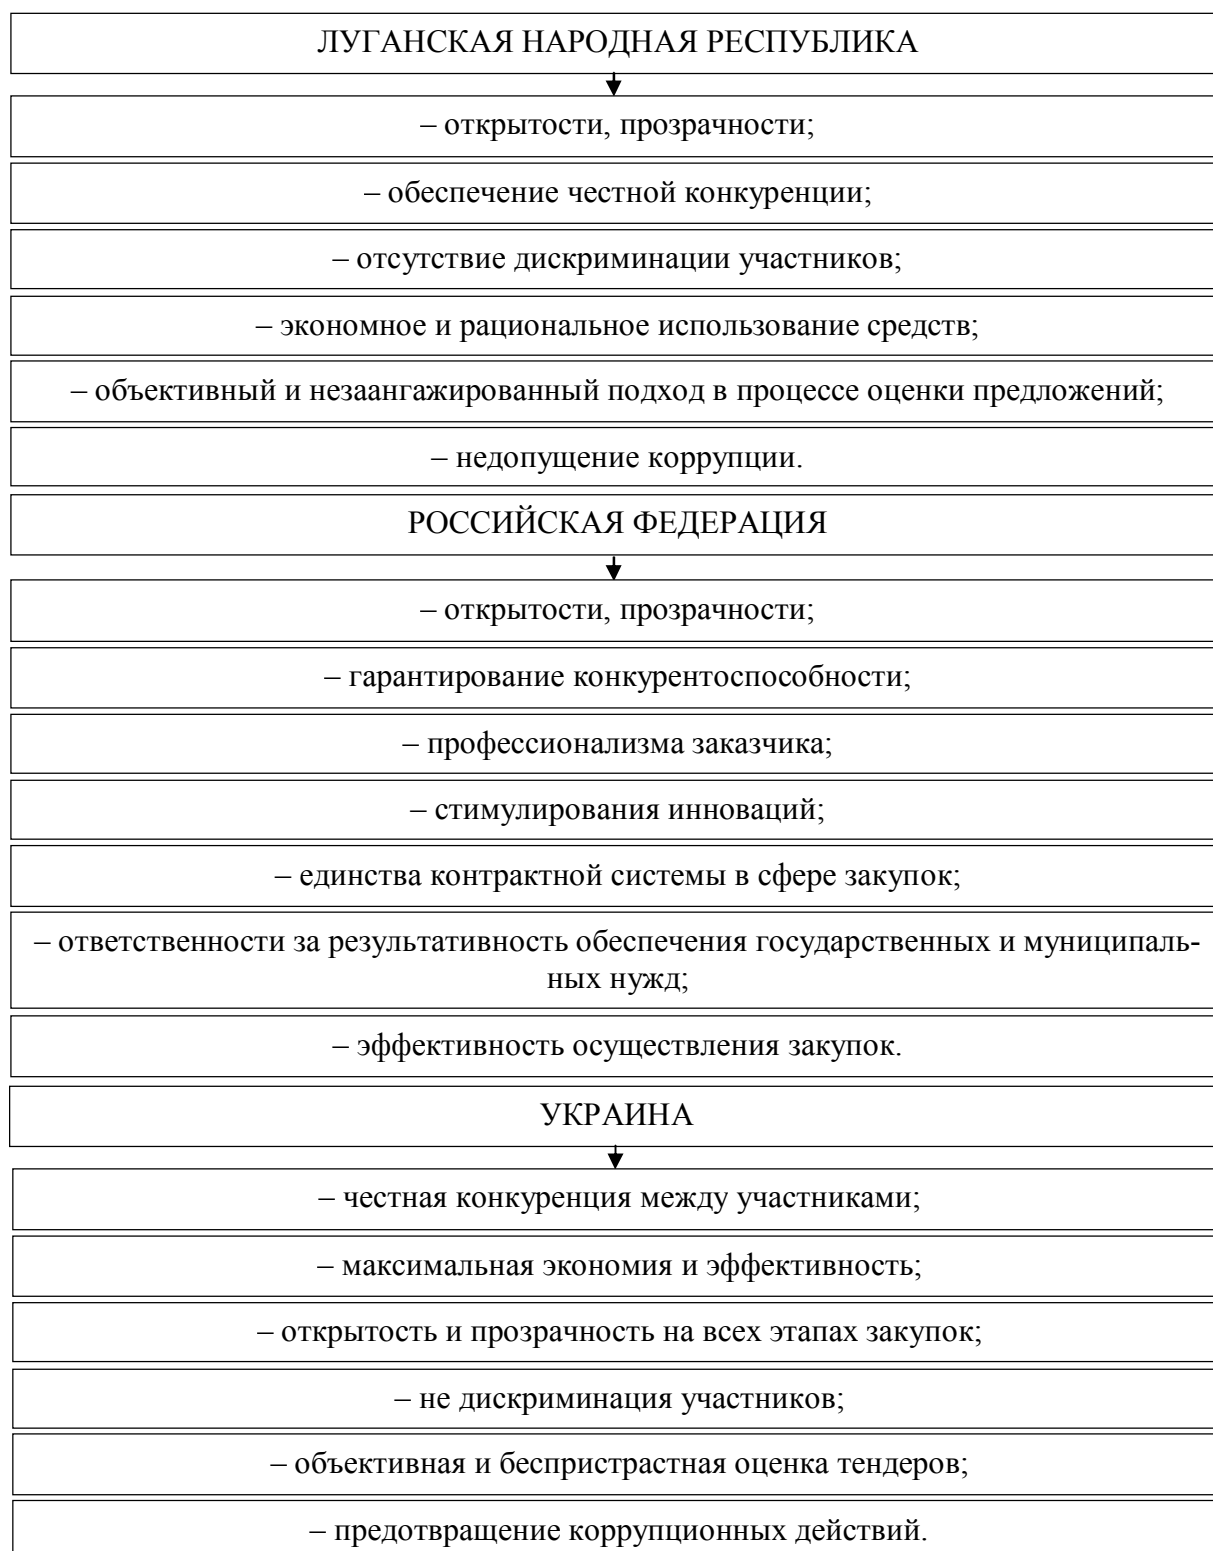 ЛУГАНСКАЯ НАРОДНАЯ РЕСПУБЛИКА
– открытости, прозрачности;
– обеспечение честной конкуренции;
– отсутствие дискриминации участников;
– экономное и рациональное использование средств;
– объективный и незаангажированный подход в процессе оценки предложений;
– недопущение коррупции.
РОССИЙСКАЯ ФЕДЕРАЦИЯ
– открытости, прозрачности;
– гарантирование конкурентоспособности;
– профессионализма заказчика;
– стимулирования инноваций;
– единства контрактной системы в сфере закупок;
– ответственности за результативность обеспечения государственных и муниципаль-
ных нужд;
– эффективность осуществления закупок.
УКРАИНА
– честная конкуренция между участниками;
– максимальная экономия и эффективность;
– открытость и прозрачность на всех этапах закупок;
– не дискриминация участников;
– объективная и беспристрастная оценка тендеров;
– предотвращение коррупционных действий.